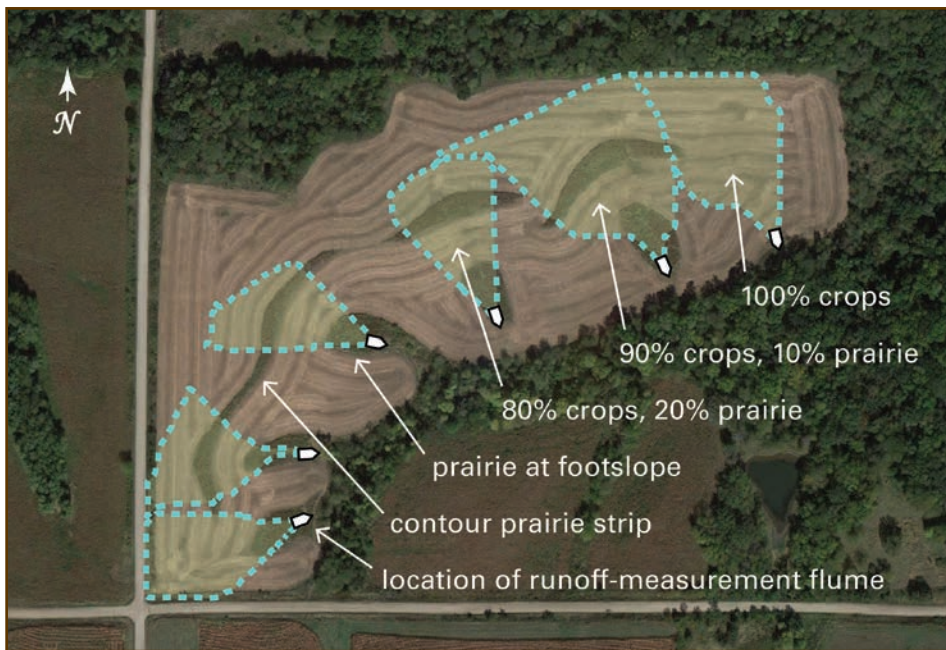 N
100% crops
90% crops, 10% prairie
80% crops, 20% prairie
prairie at footslope
contour prairie strip
location of runoff-measurement flume